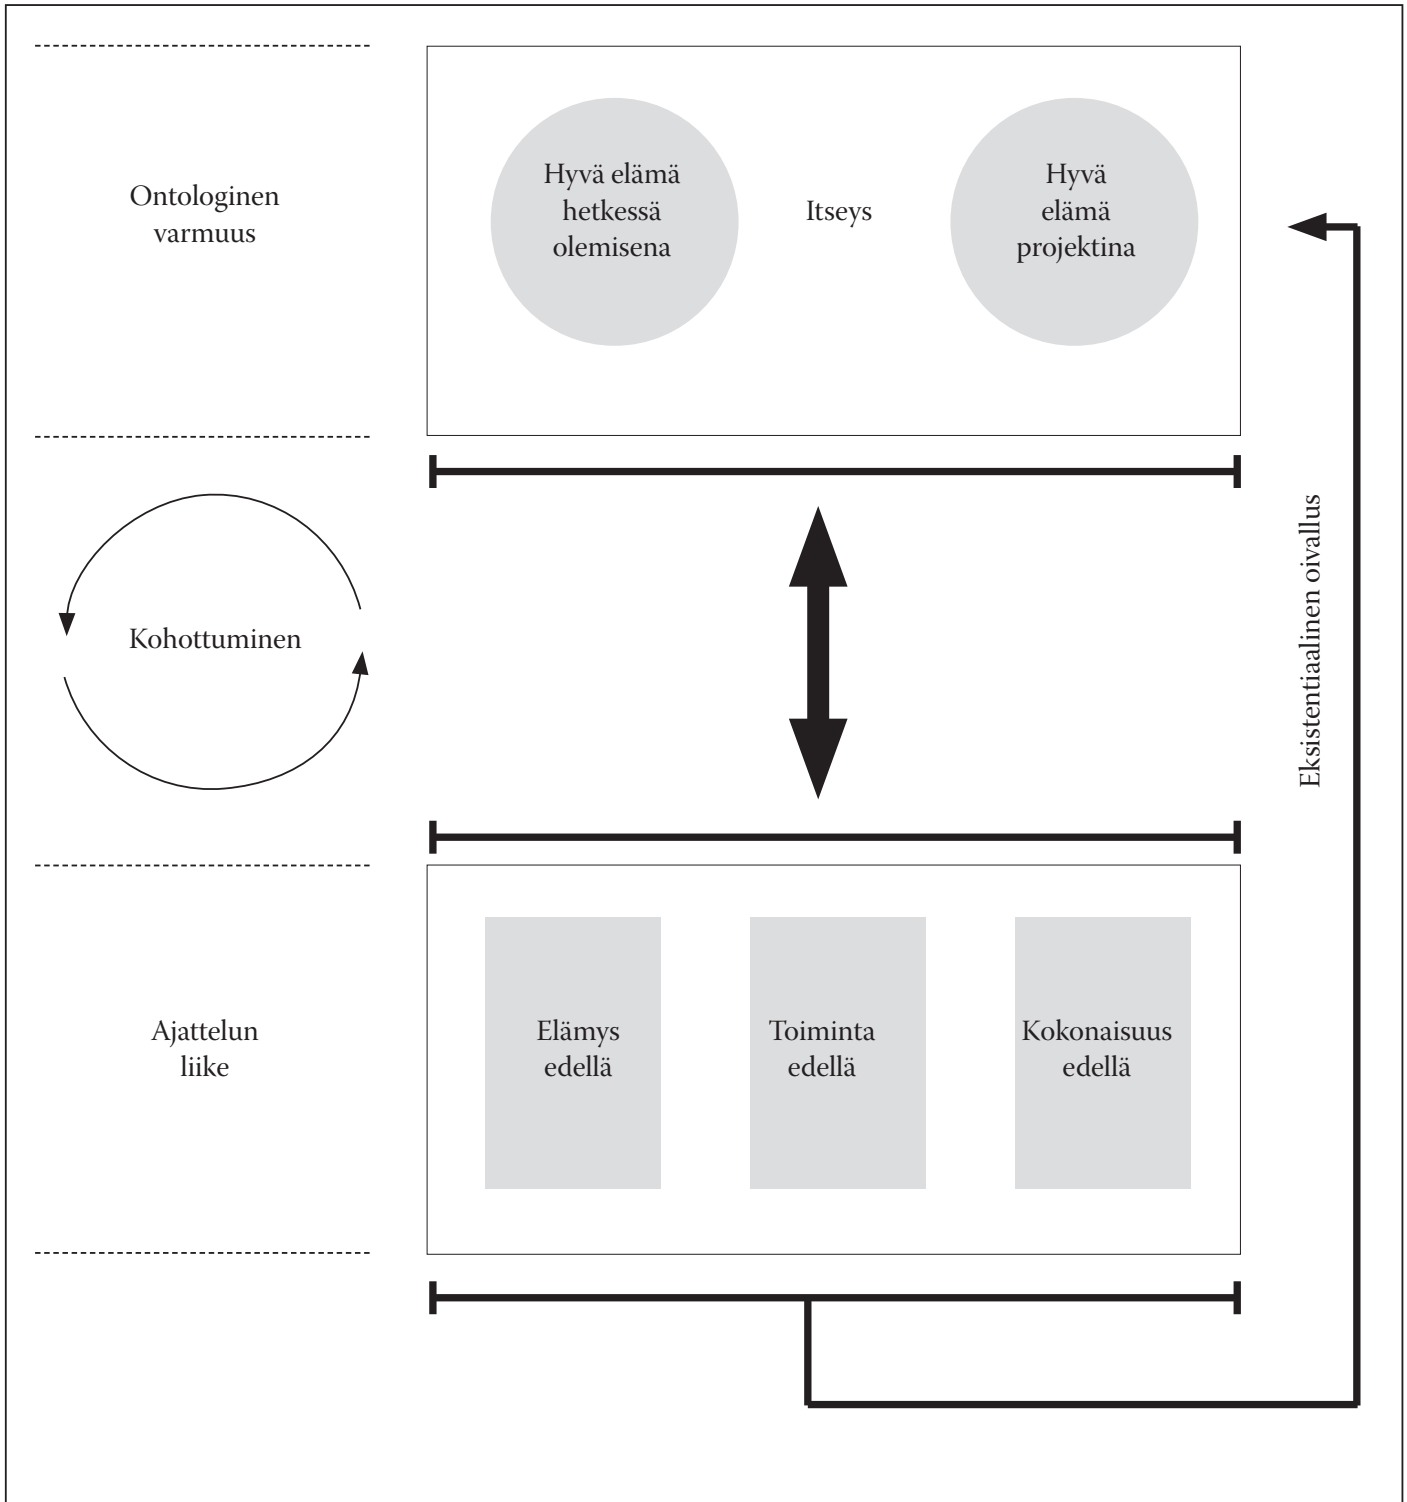 Ontologinen
varmuus
Hyvä elämä
hetkessä
olemisena
Itseys
Hyvä
elämä
projektina
Kohottuminen
Eksistentiaalinen oivallus
Ajattelun
liike
Elämys
edellä
Toiminta
edellä
Kokonaisuus
edellä